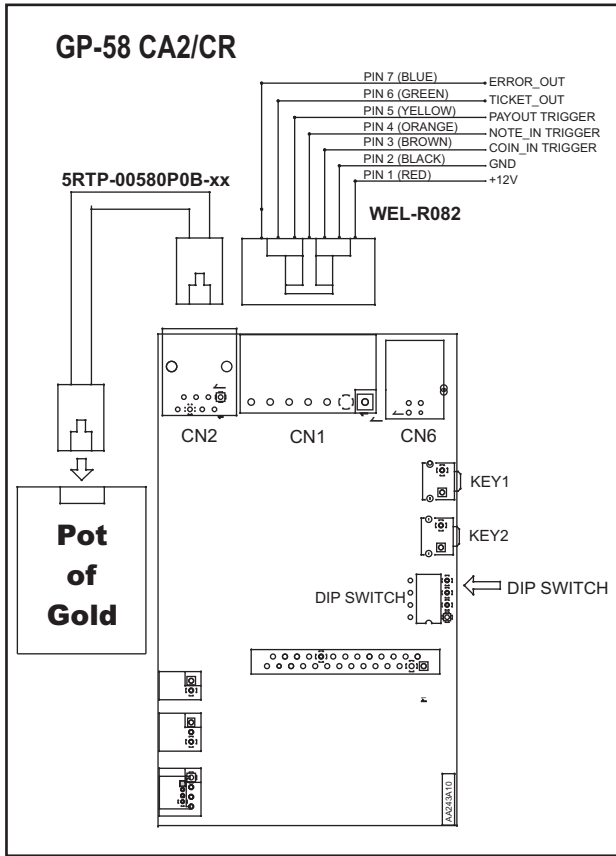 GP-58 CA2/CR
PIN 7 (BLUE) ERROR_OUT
PIN 6 (GREEN) TICKET_OUT
PIN 5 (YELLOW) PAYOUT TRIGGER
PIN 4 (ORANGE) NOTE_IN TRIGGER
PIN 3 (BROWN) COIN_IN TRIGGER
PIN 2 (BLACK) GND
PIN 1 (RED) +12V
5RTP-00580P0B-xx
WEL-R082
CN2 CN1 CN6
KEY1
KEY2
DIP SWITCH DIP SWITCH
Pot
of
Gold
AA243A10